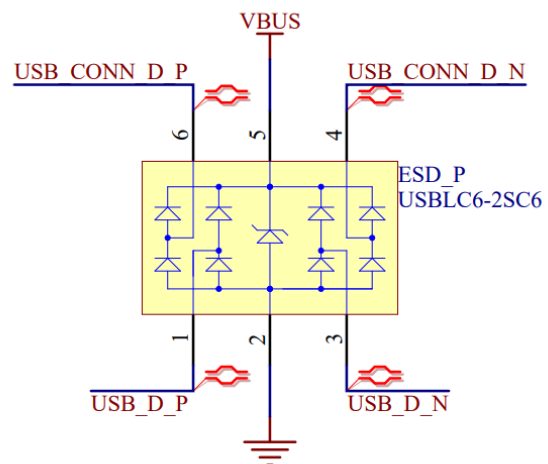 VBUS
USB_CONN_D_P
USB_CONN_D_N
6
5
4
ESD_P
USBLC6-2SC6
1
2
3
USB_D_P
USB_D_N